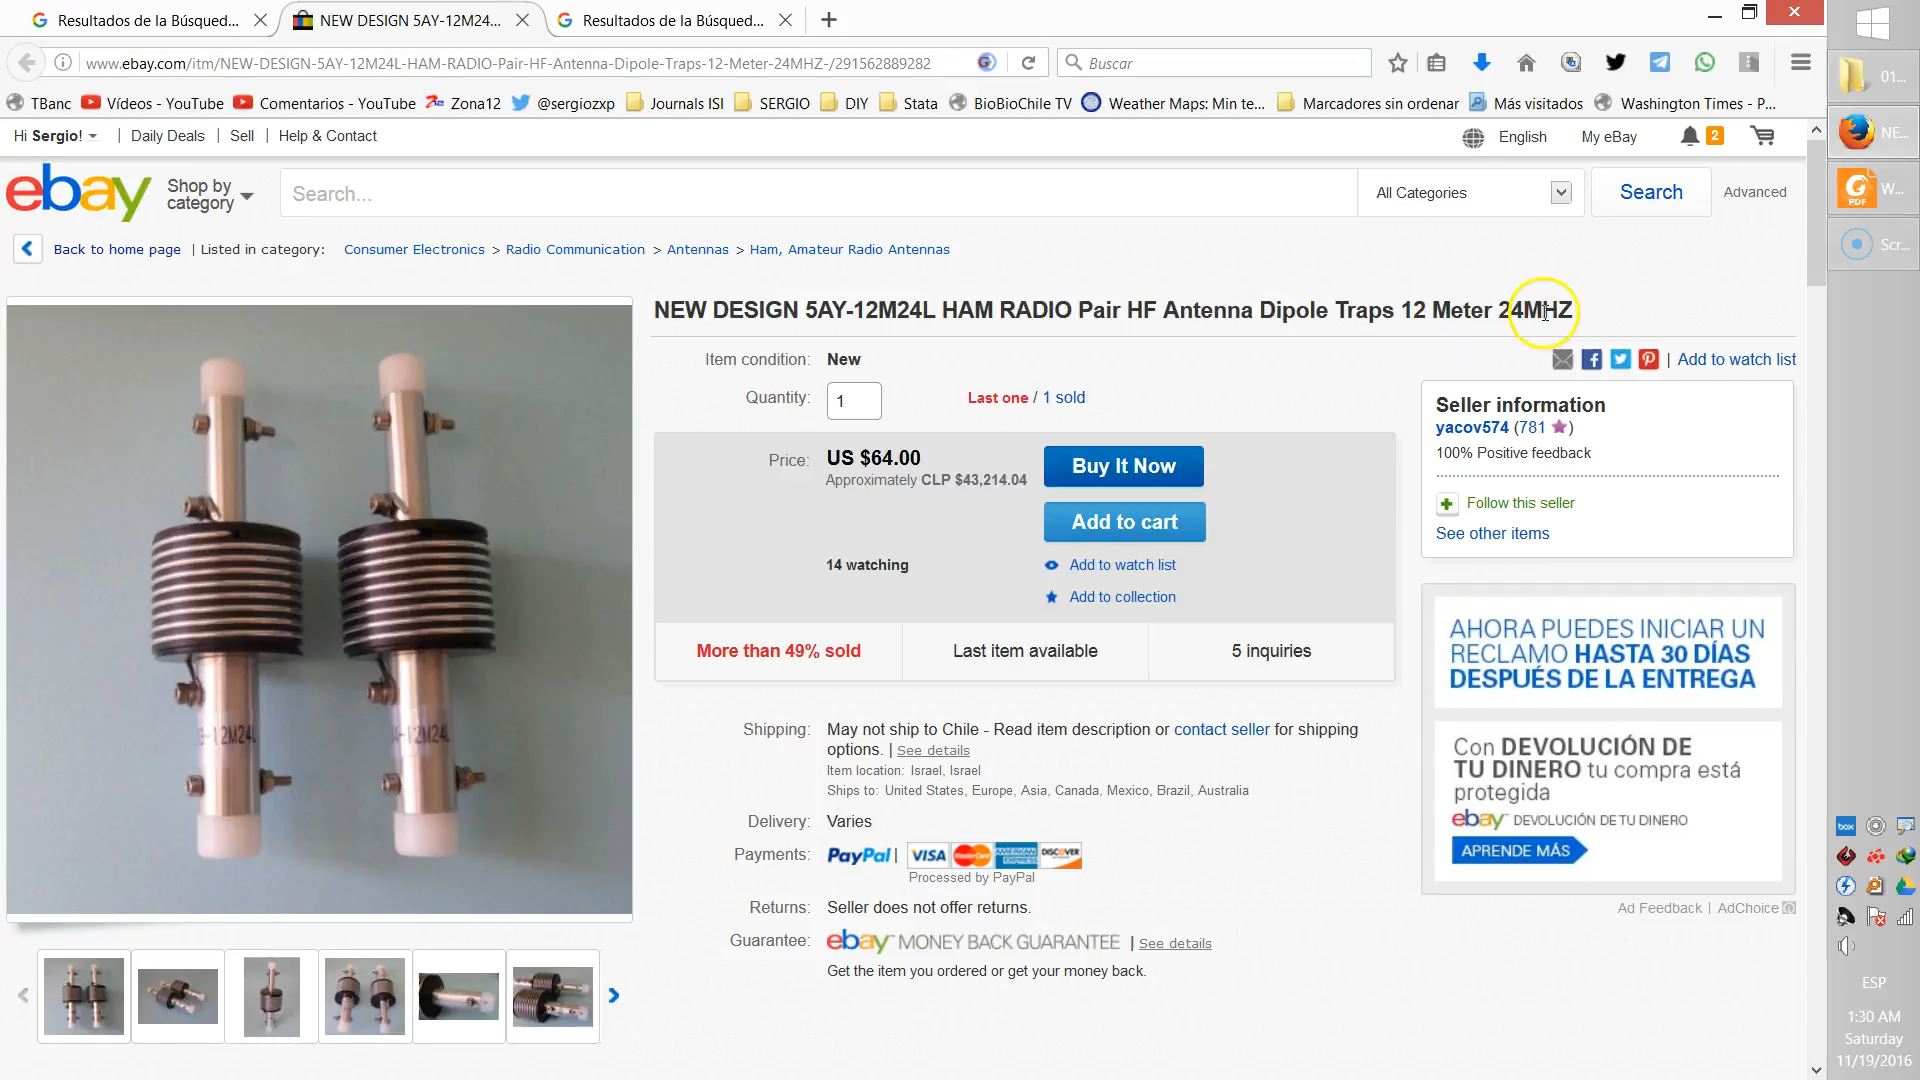 Resultados de la Búsqued...
NEW DESIGN 5AY-12M24...
Resultados de la Búsqued...
www.ebay.com/itm/NEW-DESIGN-5AY-12M24L-HAM-RADIO-Pair-HF-Antenna-Dipole-Traps-12-Meter-24MHZ-/291562889282
Buscar
TBanc
Vídeos - YouTube
Comentarios - YouTube
Zona12
@sergiozxp
Journals ISI
SERGIO
DIY
Stata
BioBioChile TV
Weather Maps: Min te...
Marcadores sin ordenar
Más visitados
Washington Times - P...
Hi Sergio! | Daily Deals | Sell | Help & Contact
English
My eBay
2
ebay
Shop by category
Search...
All Categories
Search
Advanced
Back to home page | Listed in category: Consumer Electronics > Radio Communication > Antennas > Ham, Amateur Radio Antennas
NEW DESIGN 5AY-12M24L HAM RADIO Pair HF Antenna Dipole Traps 12 Meter 24MHZ
Item condition: New
| Add to watch list
Quantity: 1
Last one / 1 sold
Price: US $64.00
Approximately CLP $43,214.04
Buy It Now
Add to cart
14 watching
Add to watch list
Add to collection
More than 49% sold
Last item available
5 inquiries
Shipping: May not ship to Chile - Read item description or contact seller for shipping
options. | See details
Item location: Israel, Israel
Ships to: United States, Europe, Asia, Canada, Mexico, Brazil, Australia
Delivery: Varies
Payments: PayPal | VISA MasterCard AMERICAN EXPRESS DISCOVER
Processed by PayPal
Returns: Seller does not offer returns.
Guarantee: ebay MONEY BACK GUARANTEE | See details
Get the item you ordered or get your money back.
Seller information
yacov574 (781)
100% Positive feedback
Follow this seller
See other items
AHORA PUEDES INICIAR UN
RECLAMO HASTA 30 DÍAS
DESPUÉS DE LA ENTREGA
Con DEVOLUCIÓN DE
TU DINERO tu compra está
protegida
ebay DEVOLUCIÓN DE TU DINERO
APRENDE MÁS
Ad Feedback | AdChoice
-12M24L
-12M24L
01...
NE...
PDF
W...
Scr...
box
ESP
1:30 AM
Saturday
11/19/2016